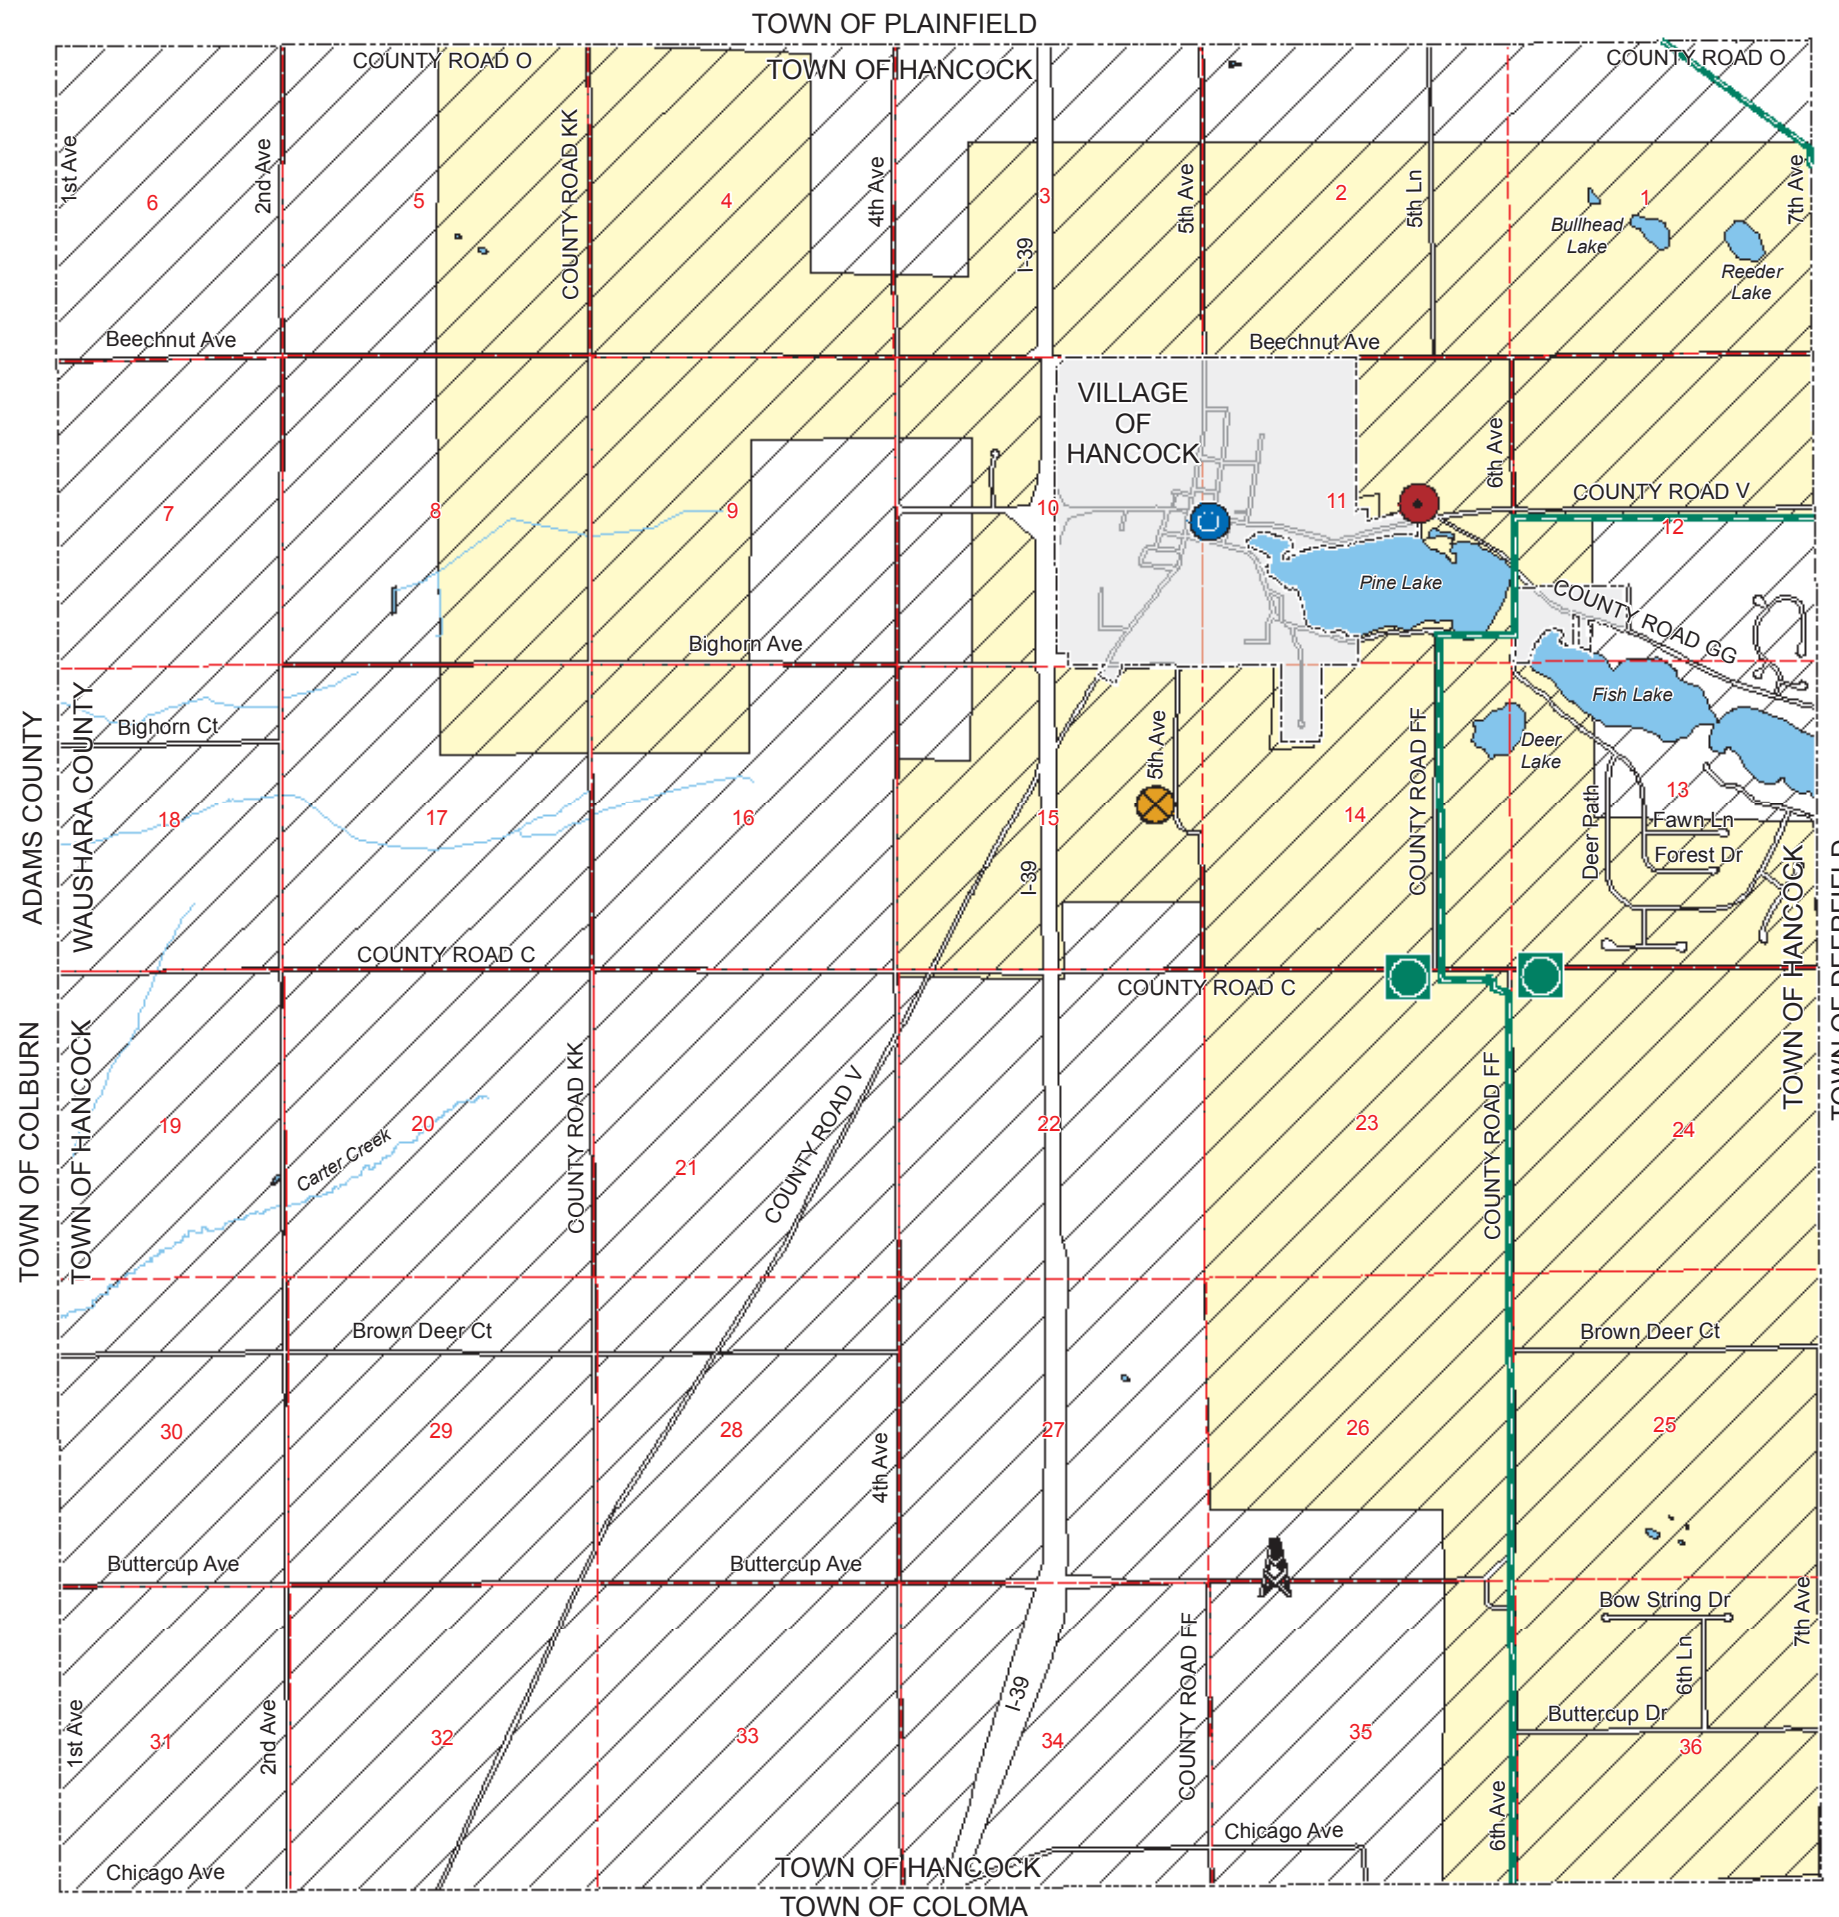 TOWN OF PLAINFIELD
COUNTY ROAD O
TOWN OF HANCOCK
COUNTY ROAD O
1st Ave
2nd Ave
COUNTY ROAD KK
4th Ave
I-39
5th Ave
5th Ln
7th Ave
6
5
4
3
2
1
Bullhead
Lake
Reeder
Lake
Beechnut Ave
Beechnut Ave
VILLAGE
OF
HANCOCK
6th Ave
COUNTY ROAD V
7
8
9
10
11
12
Pine Lake
COUNTY ROAD GG
Bighorn Ave
Fish Lake
Bighorn Ct
5th Ave
COUNTY ROAD FF
Deer
Lake
ADAMS COUNTY
WAUSHARA COUNTY
18
17
16
15
14
13
Deer Path
Fawn Ln
Forest Dr
I-39
TOWN OF HANCOCK
COUNTY ROAD C
COUNTY ROAD C
TOWN OF COLBURN
TOWN OF HANCOCK
COUNTY ROAD KK
COUNTY ROAD V
COUNTY ROAD FF
19
20
21
22
23
24
Carter Creek
Brown Deer Ct
Brown Deer Ct
30
29
28
27
26
25
4th Ave
Buttercup Ave
Buttercup Ave
Bow String Dr
7th Ave
6th Ln
COUNTY ROAD FF
I-39
Buttercup Dr
1st Ave
2nd Ave
31
32
33
34
35
36
6th Ave
Chicago Ave
Chicago Ave
TOWN OF HANCOCK
TOWN OF COLOMA